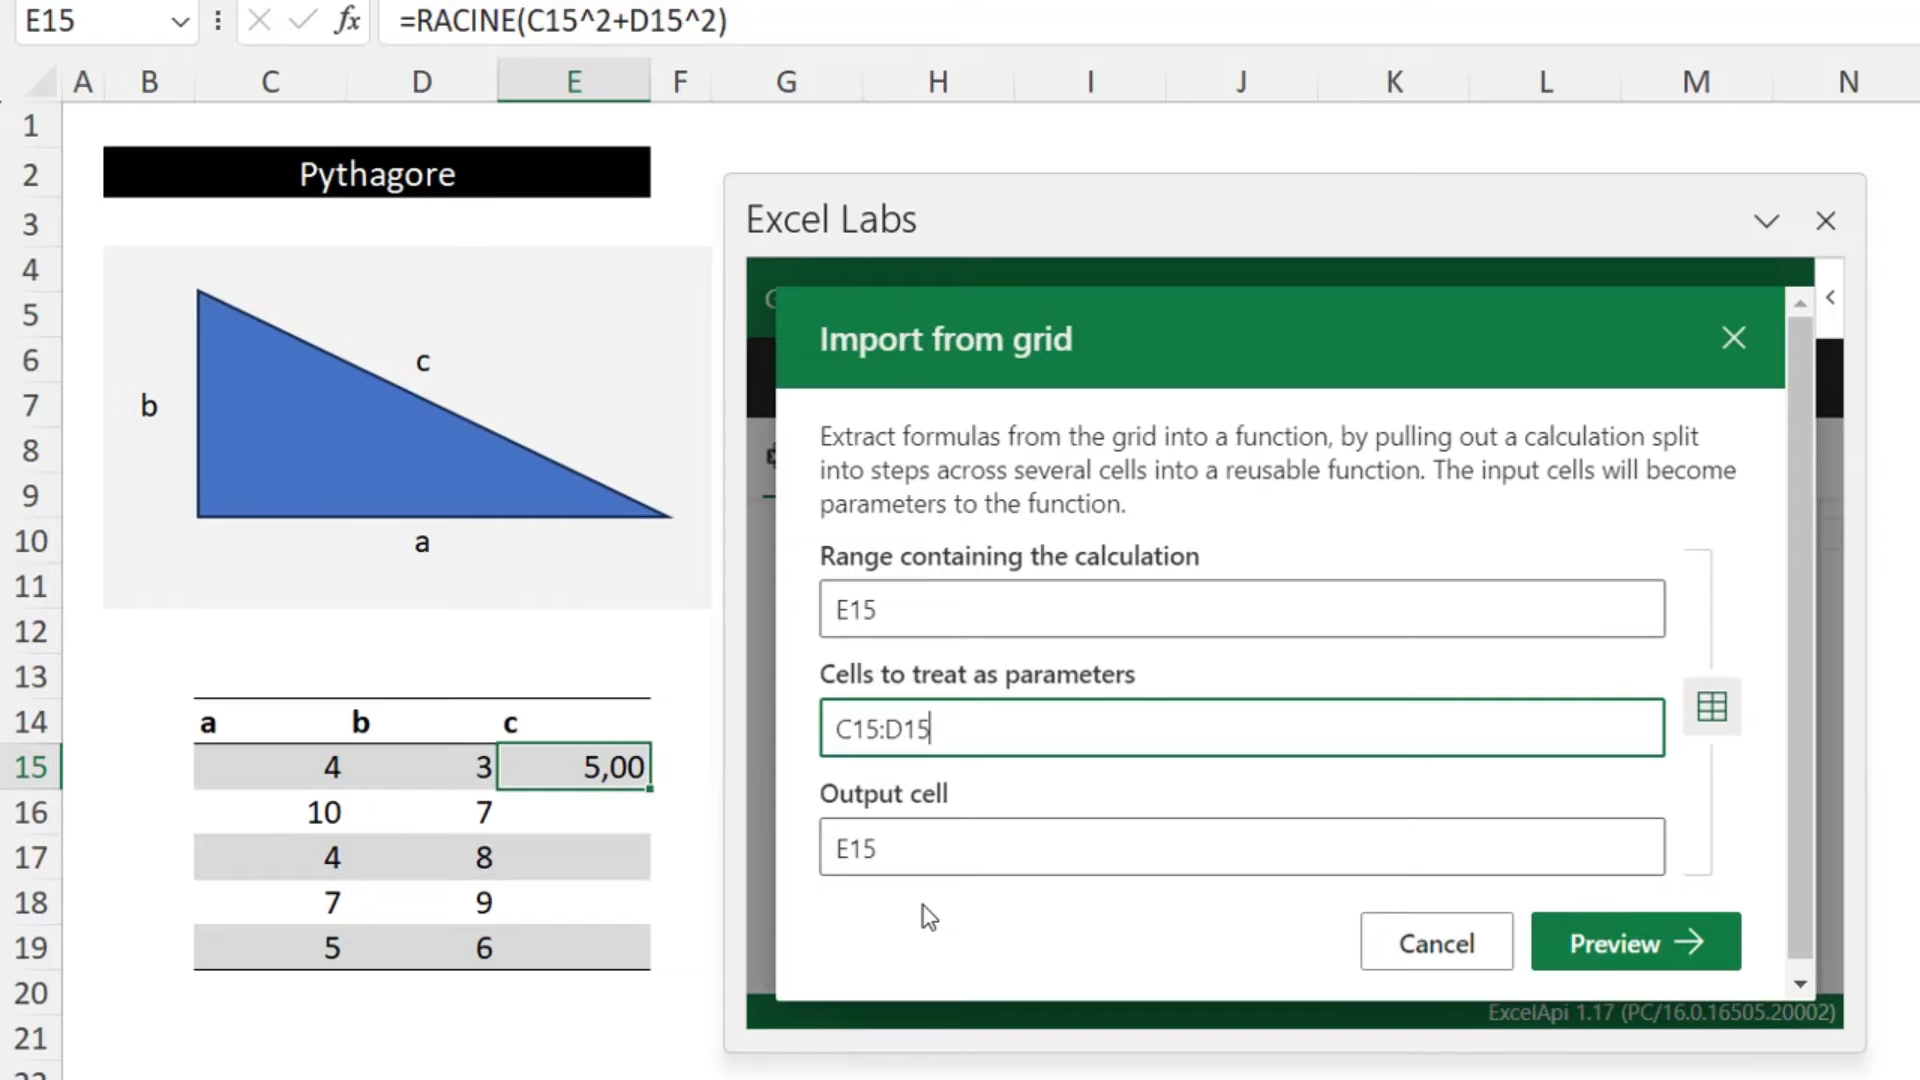 E15
fx
=RACINE(C15^2+D15^2)
A B C D E F G H I J K L M N
1
2
3
4
5
6
7
8
9
10
11
12
13
14
15
16
17
18
19
20
21
Pythagore
c
b
a
a b c
4 3 5,00
10 7
4 8
7 9
5 6
Excel Labs
Import from grid
Extract formulas from the grid into a function, by pulling out a calculation split
into steps across several cells into a reusable function. The input cells will become
parameters to the function.
Range containing the calculation
E15
Cells to treat as parameters
C15:D15
Output cell
E15
Cancel
Preview
ExcelApi 1.17 (PC/16.0.16505.20002)